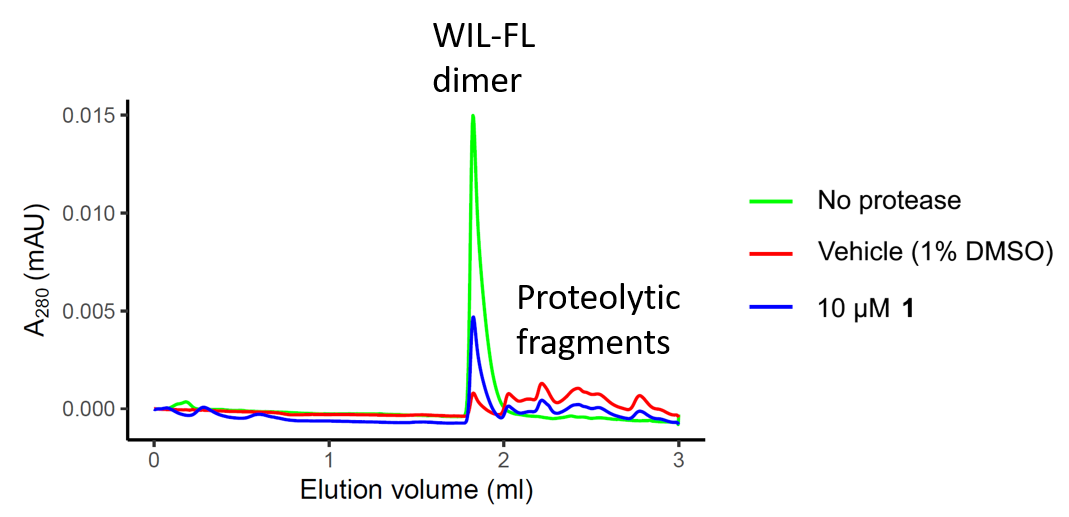 WIL-FL
dimer
0.015
0.010
0.005
0.000
A280 (mAU)
Proteolytic
fragments
0
1
2
3
Elution volume (ml)
No protease
Vehicle (1% DMSO)
10 µM 1